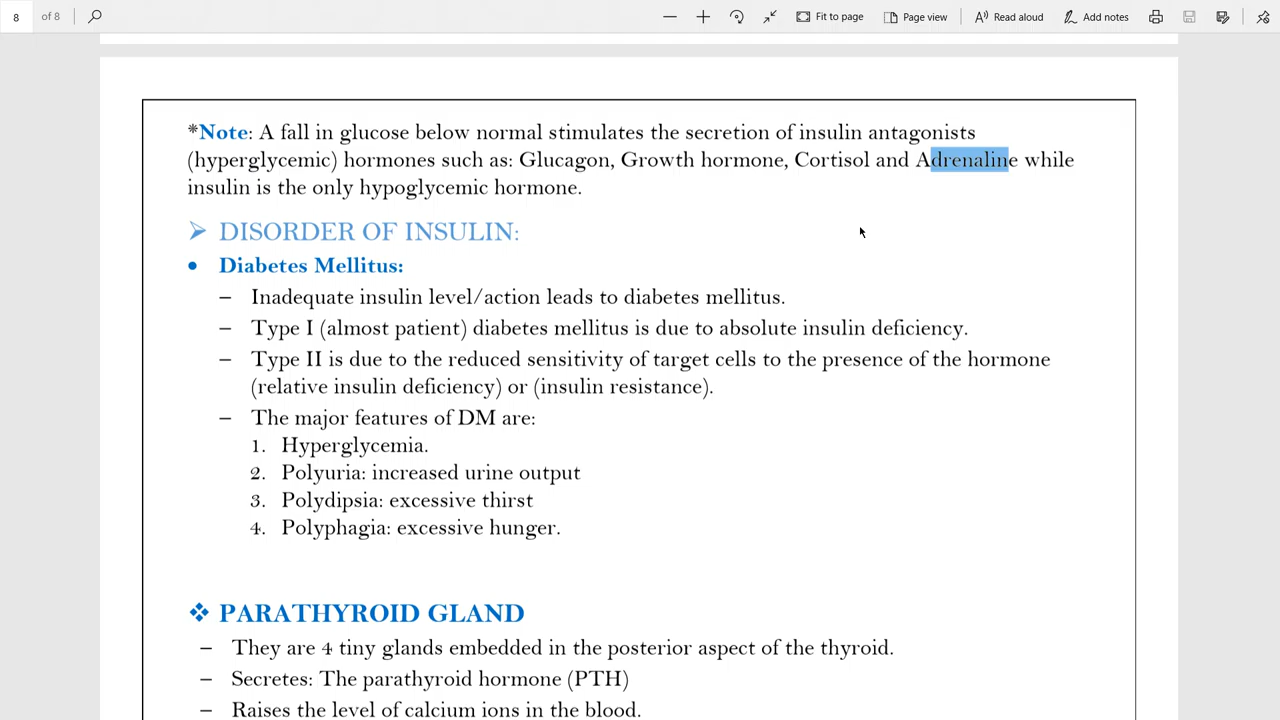 8 of 8 Fit to page Page view Read aloud Add notes
*Note: A fall in glucose below normal stimulates the secretion of insulin antagonists
(hyperglycemic) hormones such as: Glucagon, Growth hormone, Cortisol and Adrenaline while
insulin is the only hypoglycemic hormone.
➢ DISORDER OF INSULIN:
• Diabetes Mellitus:
– Inadequate insulin level/action leads to diabetes mellitus.
– Type I (almost patient) diabetes mellitus is due to absolute insulin deficiency.
– Type II is due to the reduced sensitivity of target cells to the presence of the hormone
(relative insulin deficiency) or (insulin resistance).
– The major features of DM are:
1. Hyperglycemia.
2. Polyuria: increased urine output
3. Polydipsia: excessive thirst
4. Polyphagia: excessive hunger.
❖ PARATHYROID GLAND
– They are 4 tiny glands embedded in the posterior aspect of the thyroid.
– Secretes: The parathyroid hormone (PTH)
– Raises the level of calcium ions in the blood.